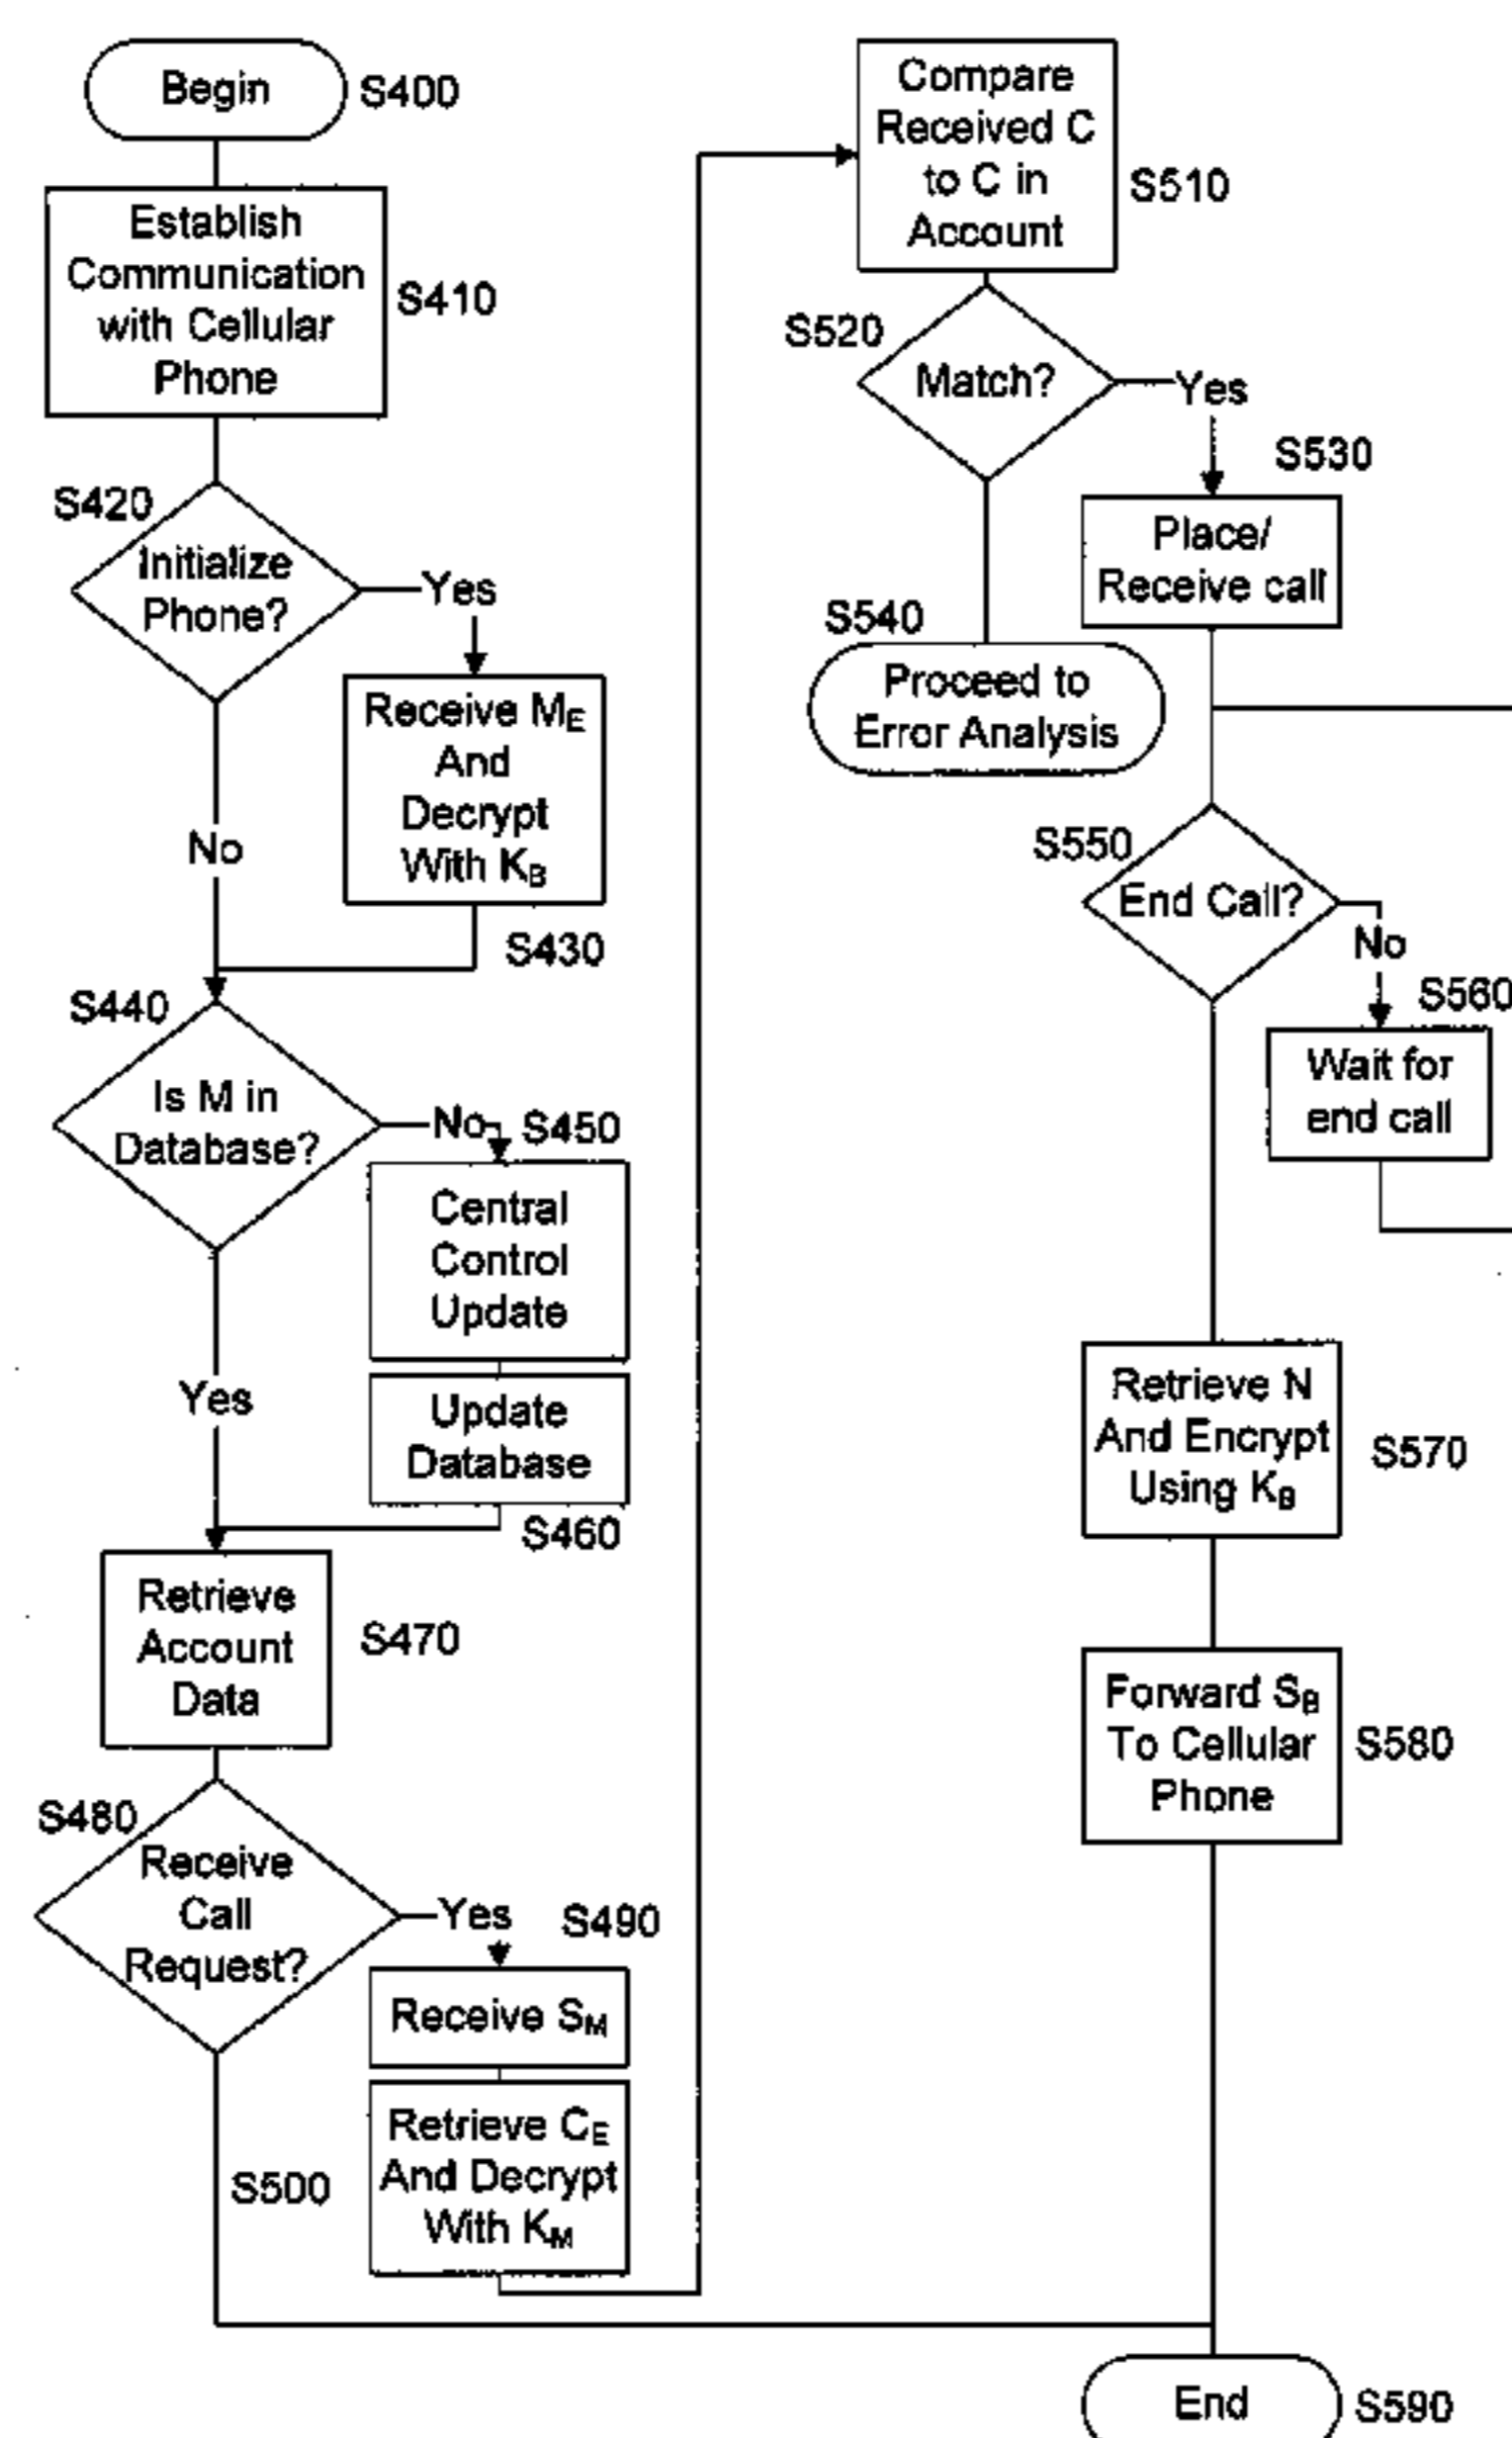 Begin
S400
Establish
Communication
with Cellular
Phone
S410
S420
Initialize
Phone?
Yes
No
Receive ME
And
Decrypt
With KB
S430
S440
Is M in
Database?
No
S450
Central
Control
Update
Yes
Update
Database
S460
Retrieve
Account
Data
S470
S480
Receive
Call
Request?
Yes
S490
Receive SM
Retrieve CE
And Decrypt
With KM
S500
Compare
Received C
to C in
Account
S510
S520
Match?
Yes
S530
Place/
Receive call
S540
Proceed to
Error Analysis
S550
End Call?
No
S560
Wait for
end call
Retrieve N
And Encrypt
Using KB
S570
Forward SB
To Cellular
Phone
S580
End
S590